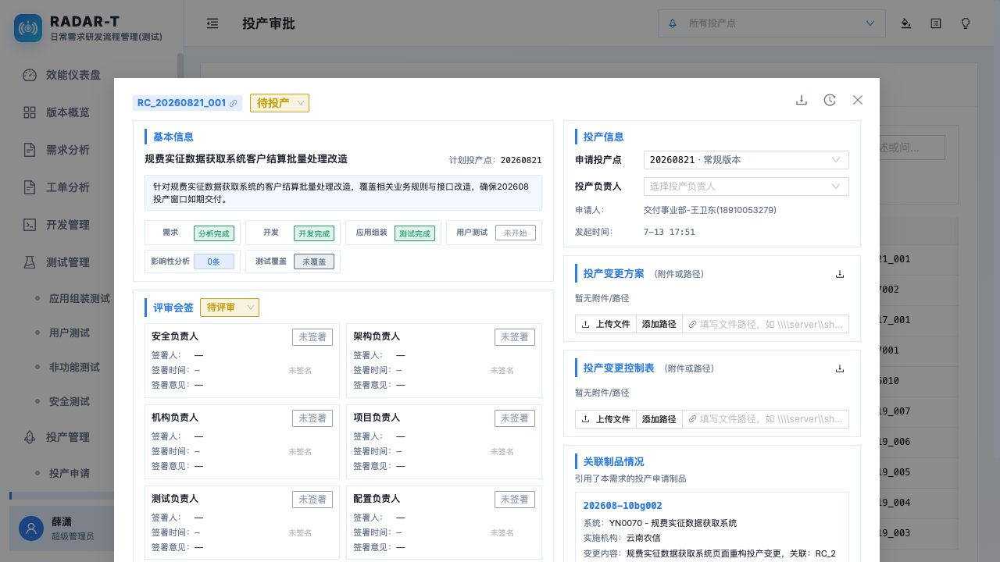 RADAR-T
日常需求研发流程管理(测试)
投产审批
所有投产点
效能仪表盘
版本概览
需求分析
工单分析
开发管理
测试管理
应用组装测试
用户测试
非功能测试
安全测试
投产管理
投产申请
薛潇
超级管理员
RC_20260821_001
待投产
基本信息
规费实征数据获取系统客户结算批量处理改造
计划投产点：20260821
针对规费实征数据获取系统的客户结算批量处理改造，覆盖相关业务规则与接口改造，确保202608
投产窗口如期交付。
需求 分析完成
开发 开发完成
应用组装 测试完成
用户测试 未开始
影响性分析 0条
测试覆盖 未覆盖
评审会签 待评审
安全负责人 未签署
签署人： —
签署时间：— 未签名
签署意见：—
架构负责人 未签署
签署人： —
签署时间：— 未签名
签署意见：—
机构负责人 未签署
签署人： —
签署时间：— 未签名
签署意见：—
项目负责人 未签署
签署人： —
签署时间：— 未签名
签署意见：—
测试负责人 未签署
签署人： —
签署时间：— 未签名
签署意见：—
配置负责人 未签署
签署人： —
签署时间：— 未签名
签署意见：—
投产信息
申请投产点 20260821 · 常规版本
投产负责人 选择投产负责人
申请人： 交付事业部-王卫东(18910053279)
发起时间： 7-13 17:51
投产变更方案 （附件或路径）
暂无附件/路径
上传文件 添加路径 填写文件路径，如 \\\\server\\sh...
投产变更控制表 （附件或路径）
暂无附件/路径
上传文件 添加路径 填写文件路径，如 \\\\server\\sh...
关联制品情况
引用了本需求的投产申请制品
202608-10bg002
系统：YN0070 - 规费实征数据获取系统
实施机构：云南农信
变更内容：规费实征数据获取系统页面重构投产变更，关联：RC_2
述或问...
21_001
7002
17_001
7001
6010
19_007
19_006
19_005
19_004
19_003